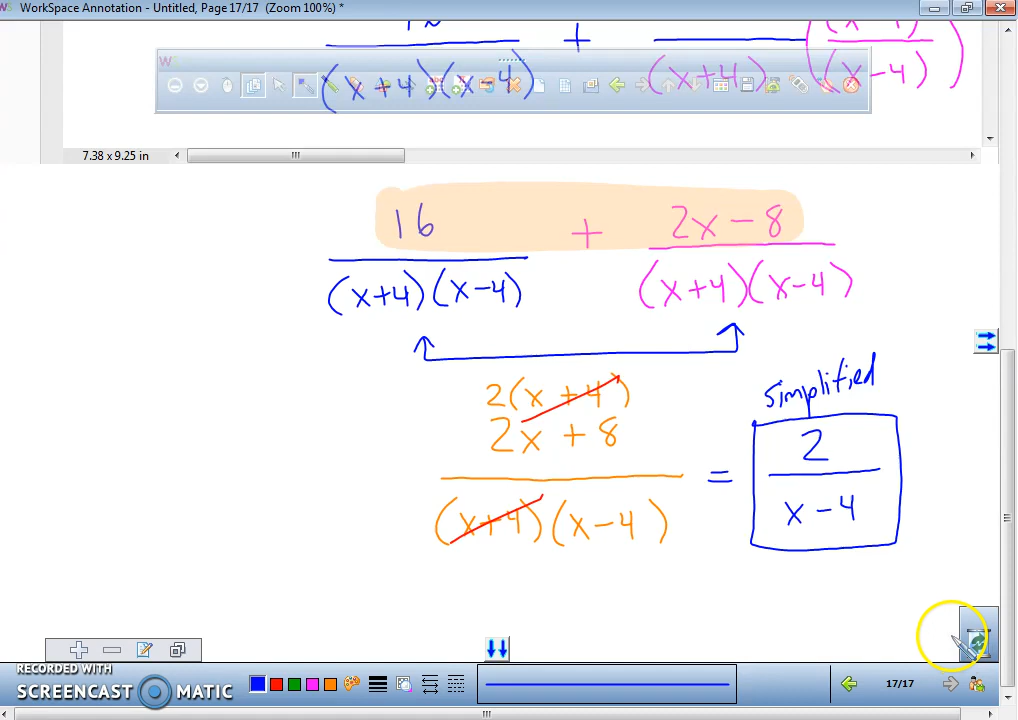 WorkSpace Annotation - Untitled, Page 17/17 (Zoom 100%) *
+
(x+4)(x-4) (x+4) (x-4)
7.38 x 9.25 in
16 + 2x-8
(x+4)(x-4) (x+4)(x-4)
simplified
2(x+4)
2x+8 = 2
(x+4)(x-4) x-4
RECORDED WITH
SCREENCAST MATIC
17/17